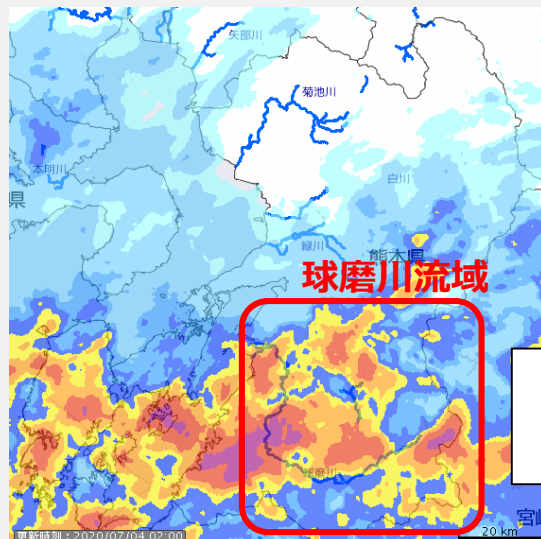 矢部川
菊池川
本明川
白川
県
緑川
熊本県
球磨川流域
球磨川
宮崎
更新時刻：2020/07/04 02:00
20 km